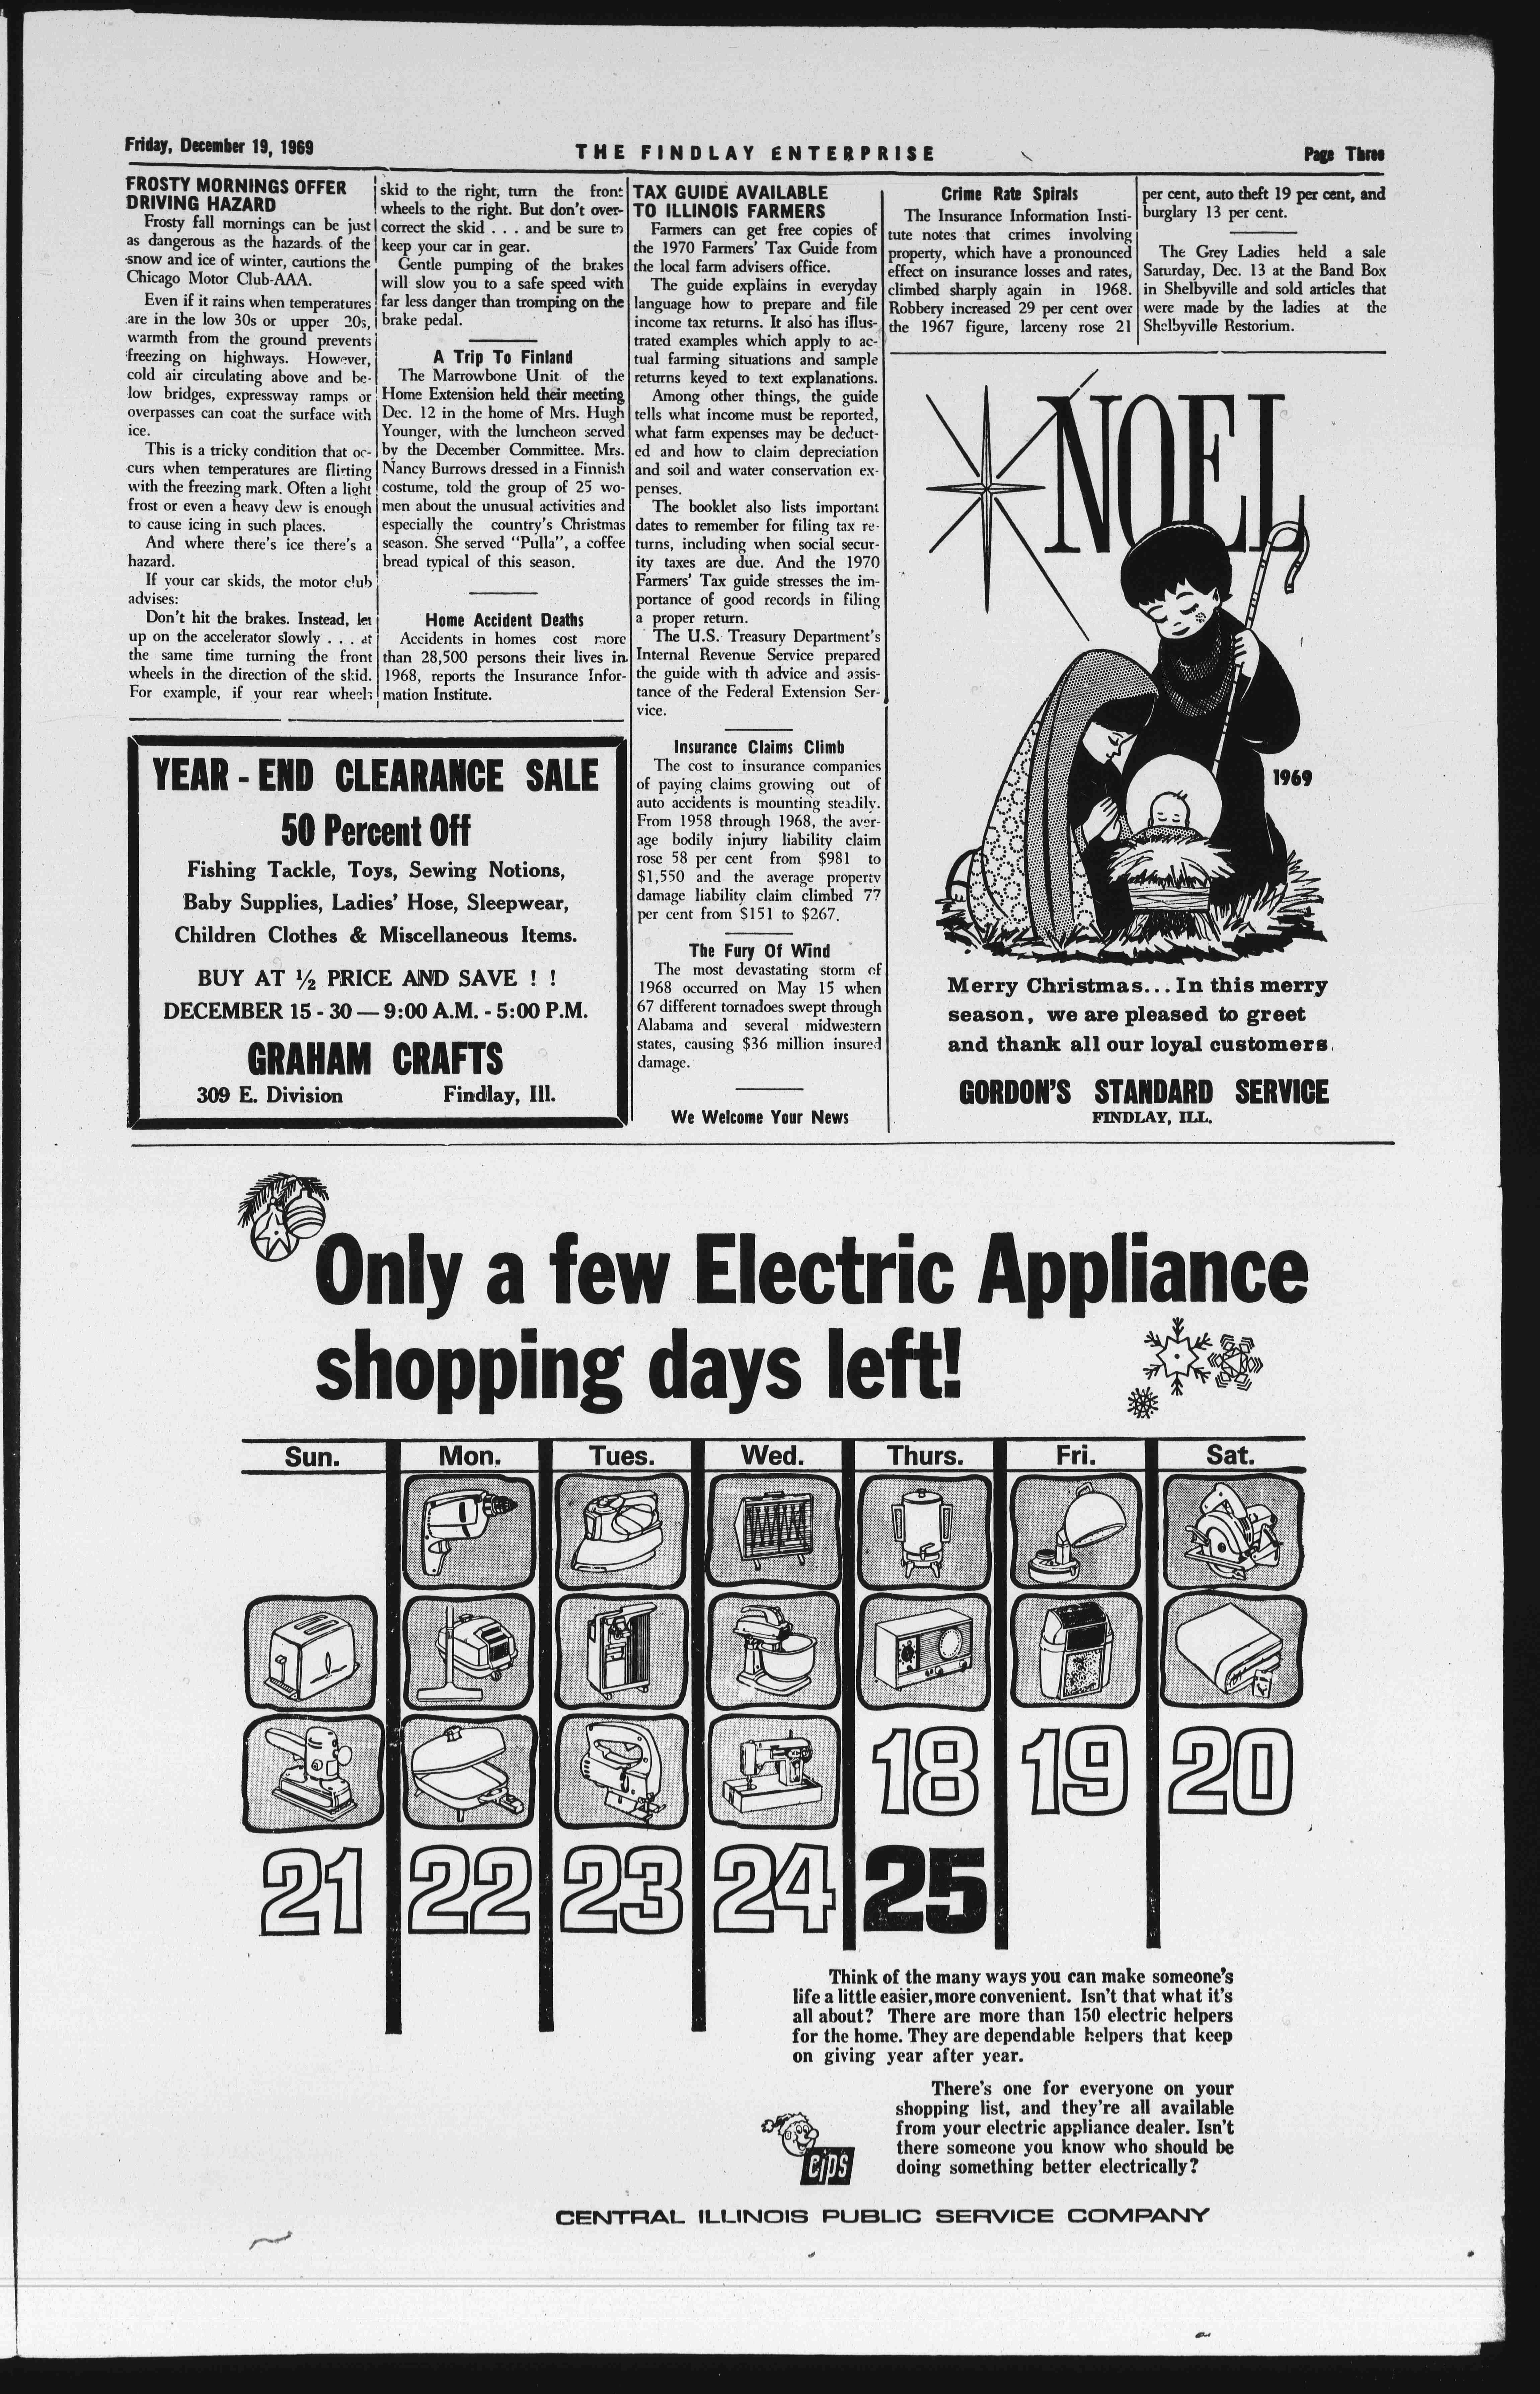 Friday, December 19, 1969
THE FINDLAY ENTERPRISE
Page Three
FROSTY MORNINGS OFFER
DRIVING HAZARD
Frosty fall mornings can be just
as dangerous as the hazards of the
snow and ice of winter, cautions the
Chicago Motor Club-AAA.
Even if it rains when temperatures
are in the low 30s or upper 20s,
warmth from the ground prevents
freezing on highways. However,
cold air circulating above and be-
low bridges, expressway ramps or
overpasses can coat the surface with
ice.
This is a tricky condition that oc-
curs when temperatures are flirting
with the freezing mark. Often a light
frost or even a heavy dew is enough
to cause icing in such places.
And where there's ice there's a
hazard.
If your car skids, the motor club
advises:
Don't hit the brakes. Instead, let
up on the accelerator slowly . . . at
the same time turning the front
wheels in the direction of the skid.
For example, if your rear wheels
skid to the right, turn the front
wheels to the right. But don't over-
correct the skid . . . and be sure to
keep your car in gear.
Gentle pumping of the brakes
will slow you to a safe speed with
far less danger than tromping on the
brake pedal.
A Trip To Finland
The Marrowbone Unit of the
Home Extension held their meeting
Dec. 12 in the home of Mrs. Hugh
Younger, with the luncheon served
by the December Committee. Mrs.
Nancy Burrows dressed in a Finnish
costume, told the group of 25 wo-
men about the unusual activities and
especially the country's Christmas
season. She served "Pulla", a coffee
bread typical of this season.
Home Accident Deaths
Accidents in homes cost more
than 28,500 persons their lives in
1968, reports the Insurance Infor-
mation Institute.
YEAR - END CLEARANCE SALE
50 Percent Off
Fishing Tackle, Toys, Sewing Notions,
Baby Supplies, Ladies' Hose, Sleepwear,
Children Clothes & Miscellaneous Items.
BUY AT ½ PRICE AND SAVE ! !
DECEMBER 15 - 30 — 9:00 A.M. - 5:00 P.M.
GRAHAM CRAFTS
309 E. Division Findlay, Ill.
TAX GUIDE AVAILABLE
TO ILLINOIS FARMERS
Farmers can get free copies of
the 1970 Farmers' Tax Guide from
the local farm advisers office.
The guide explains in everyday
language how to prepare and file
income tax returns. It also has illus-
trated examples which apply to ac-
tual farming situations and sample
returns keyed to text explanations.
Among other things, the guide
tells what income must be reported,
what farm expenses may be deduct-
ed and how to claim depreciation
and soil and water conservation ex-
penses.
The booklet also lists important
dates to remember for filing tax re-
turns, including when social secur-
ity taxes are due. And the 1970
Farmers' Tax guide stresses the im-
portance of good records in filing
a proper return.
The U.S. Treasury Department's
Internal Revenue Service prepared
the guide with th advice and assis-
tance of the Federal Extension Ser-
vice.
Insurance Claims Climb
The cost to insurance companies
of paying claims growing out of
auto accidents is mounting steadily.
From 1958 through 1968, the aver-
age bodily injury liability claim
rose 58 per cent from $981 to
$1,550 and the average property
damage liability claim climbed 77
per cent from $151 to $267.
The Fury Of Wind
The most devastating storm of
1968 occurred on May 15 when
67 different tornadoes swept through
Alabama and several midwestern
states, causing $36 million insured
damage.
We Welcome Your News
Crime Rate Spirals
The Insurance Information Insti-
tute notes that crimes involving
property, which have a pronounced
effect on insurance losses and rates,
climbed sharply again in 1968.
Robbery increased 29 per cent over
the 1967 figure, larceny rose 21
per cent, auto theft 19 per cent, and
burglary 13 per cent.
The Grey Ladies held a sale
Saturday, Dec. 13 at the Band Box
in Shelbyville and sold articles that
were made by the ladies at the
Shelbyville Restorium.
NOEL
1969
Merry Christmas... In this merry
season, we are pleased to greet
and thank all our loyal customers.
GORDON'S STANDARD SERVICE
FINDLAY, ILL.
Only a few Electric Appliance
shopping days left!
Sun. Mon. Tues. Wed. Thurs. Fri. Sat.
18 19 20
21 22 23 24 25
Think of the many ways you can make someone's
life a little easier, more convenient. Isn't that what it's
all about? There are more than 150 electric helpers
for the home. They are dependable helpers that keep
on giving year after year.
There's one for everyone on your
shopping list, and they're all available
from your electric appliance dealer. Isn't
there someone you know who should be
doing something better electrically?
cips
CENTRAL ILLINOIS PUBLIC SERVICE COMPANY